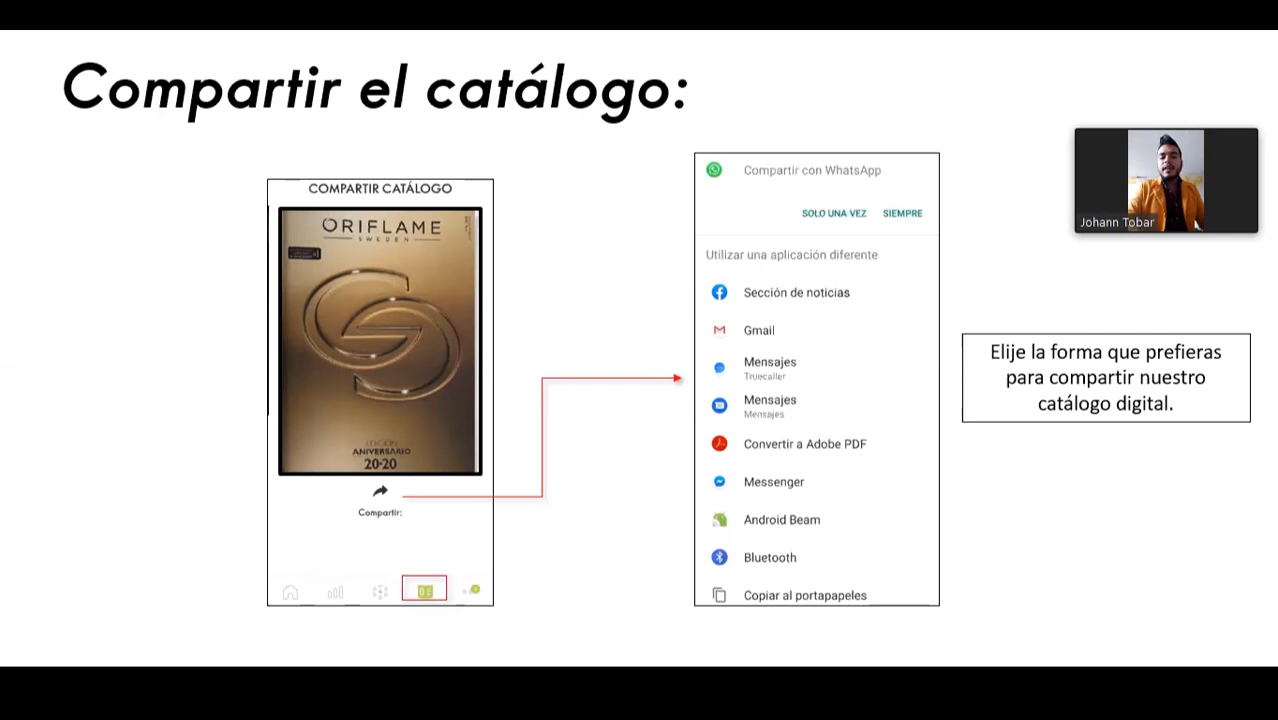 Compartir el catálogo:
COMPARTIR CATÁLOGO
ORIFLAME
SWEDEN
EDICIÓN
ANIVERSARIO
20-20
Compartir:
Compartir con WhatsApp
SOLO UNA VEZ SIEMPRE
Utilizar una aplicación diferente
Sección de noticias
Gmail
Mensajes
Truecaller
Mensajes
Mensajes
Convertir a Adobe PDF
Messenger
Android Beam
Bluetooth
Copiar al portapapeles
Johann Tobar
Elije la forma que prefieras
para compartir nuestro
catálogo digital.